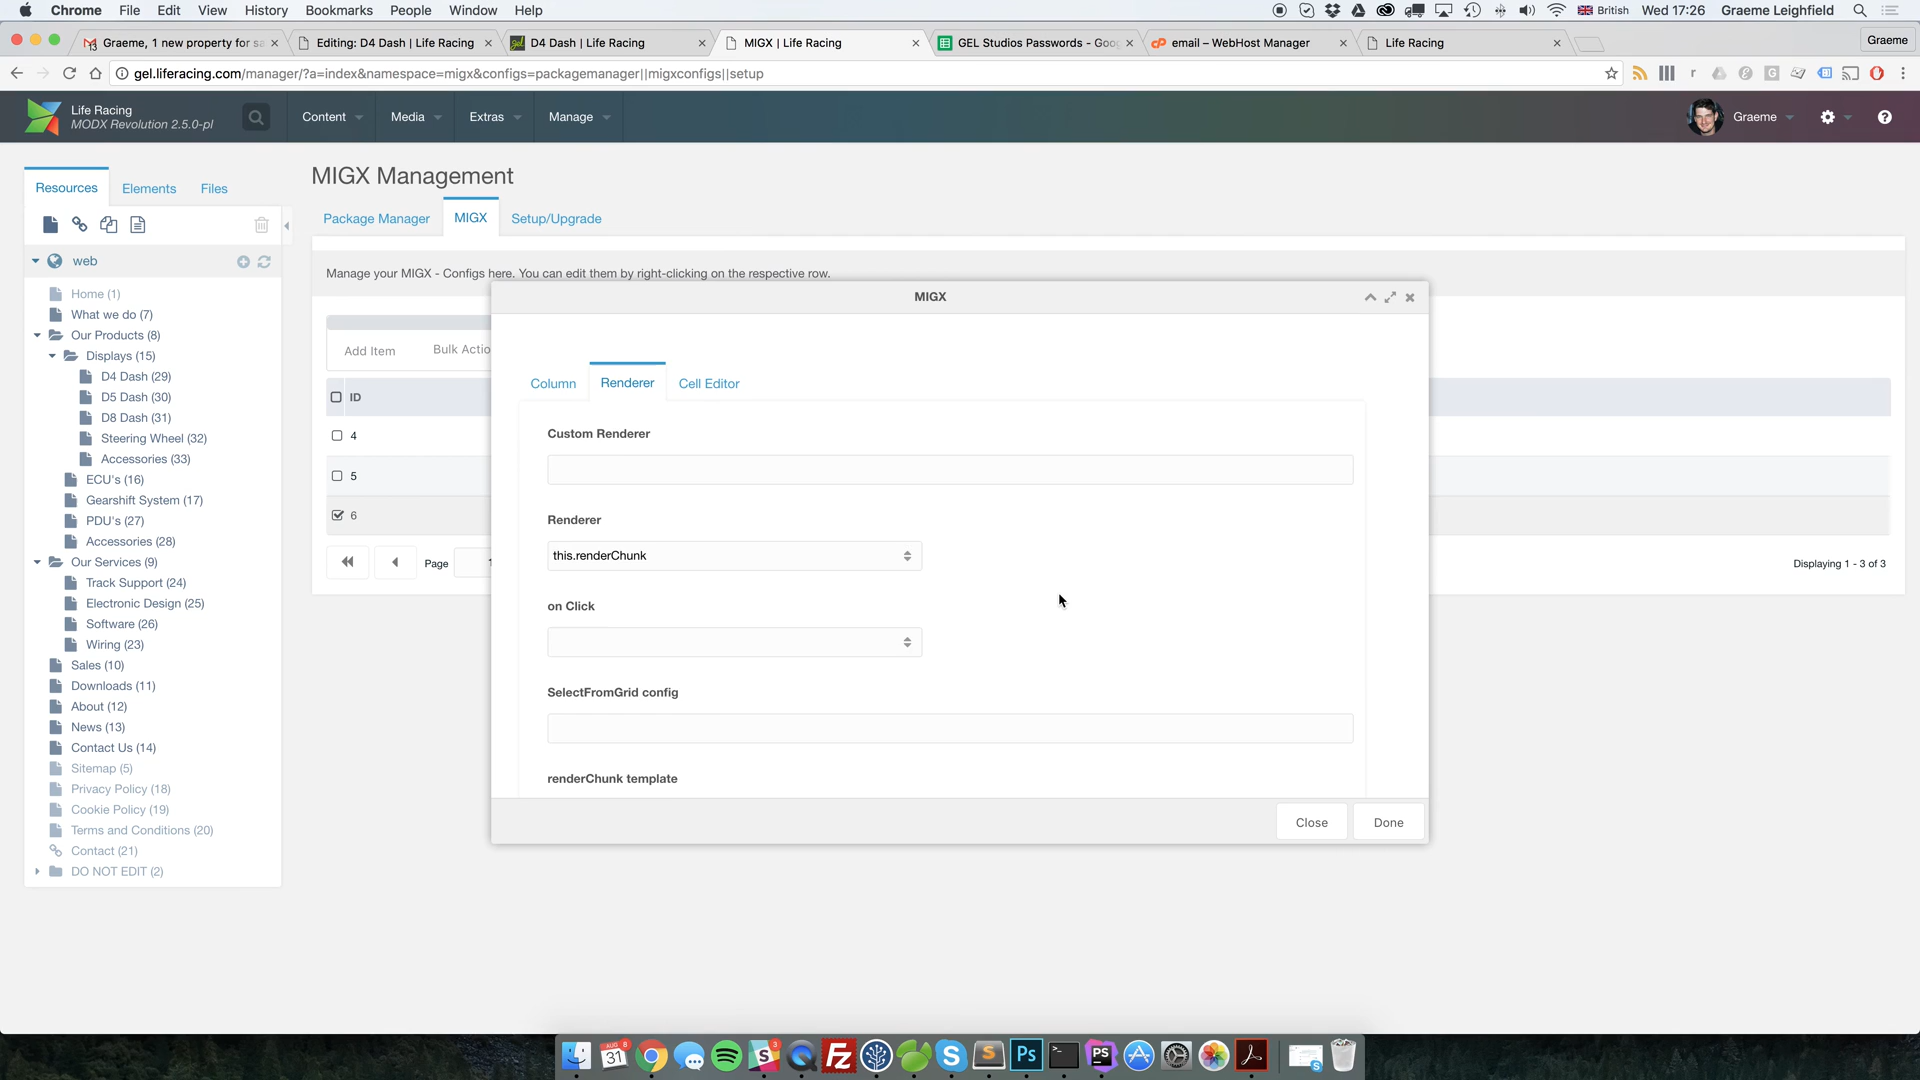 Chrome File Edit View History Bookmarks People Window Help British Wed 17:26 Graeme Leighfield
Graeme, 1 new property for sa Editing: D4 Dash | Life Racing D4 Dash | Life Racing MIGX | Life Racing GEL Studios Passwords - Goog email – WebHost Manager Life Racing Graeme
gel.liferacing.com/manager/?a=index&namespace=migx&configs=packagemanager||migxconfigs||setup
Life Racing
MODX Revolution 2.5.0-pl
Content Media Extras Manage Graeme
Resources Elements Files
web
Home (1)
What we do (7)
Our Products (8)
Displays (15)
D4 Dash (29)
D5 Dash (30)
D8 Dash (31)
Steering Wheel (32)
Accessories (33)
ECU's (16)
Gearshift System (17)
PDU's (27)
Accessories (28)
Our Services (9)
Track Support (24)
Electronic Design (25)
Software (26)
Wiring (23)
Sales (10)
Downloads (11)
About (12)
News (13)
Contact Us (14)
Sitemap (5)
Privacy Policy (18)
Cookie Policy (19)
Terms and Conditions (20)
Contact (21)
DO NOT EDIT (2)
MIGX Management
Package Manager MIGX Setup/Upgrade
Manage your MIGX - Configs here. You can edit them by right-clicking on the respective row.
Add Item Bulk Actio
ID
4
5
6
Page 1
Displaying 1 - 3 of 3
MIGX
Column Renderer Cell Editor
Custom Renderer
Renderer
this.renderChunk
on Click
SelectFromGrid config
renderChunk template
Close Done
AUG 8
31
3
Fz
Ps
PS